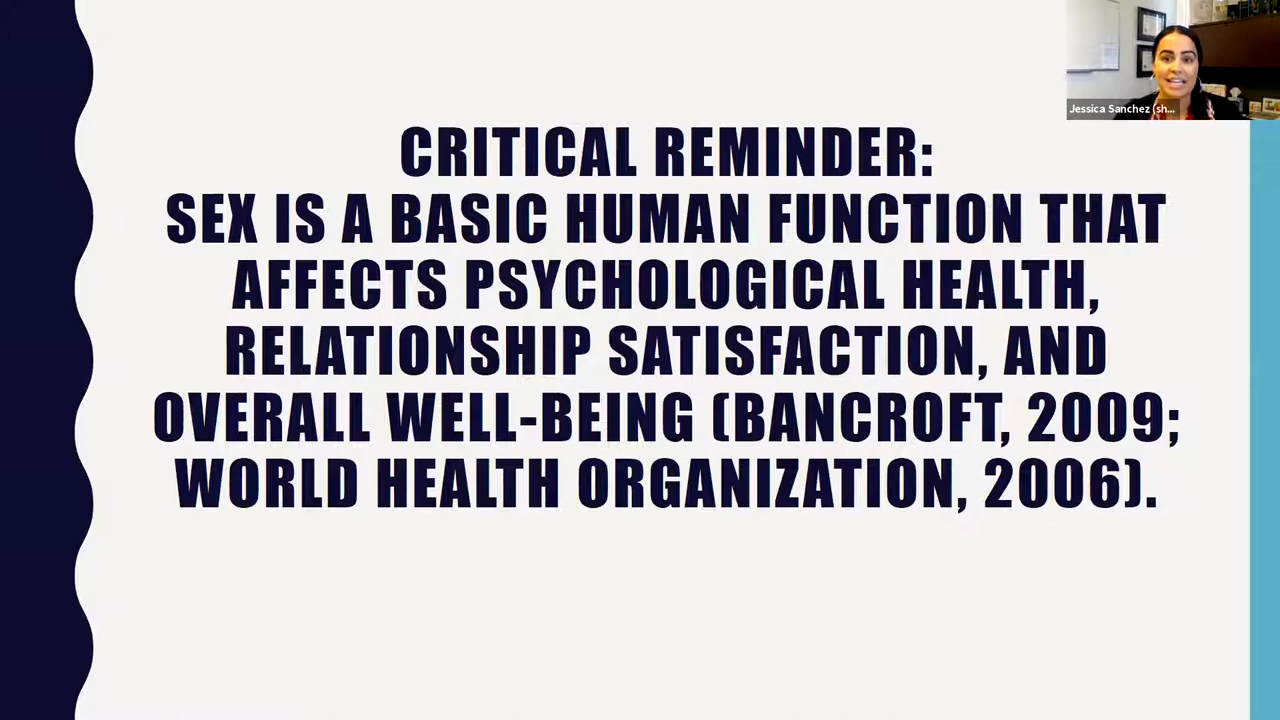 Jessica Sanchez (sh...
CRITICAL REMINDER:
SEX IS A BASIC HUMAN FUNCTION THAT
AFFECTS PSYCHOLOGICAL HEALTH,
RELATIONSHIP SATISFACTION, AND
OVERALL WELL-BEING (BANCROFT, 2009;
WORLD HEALTH ORGANIZATION, 2006).